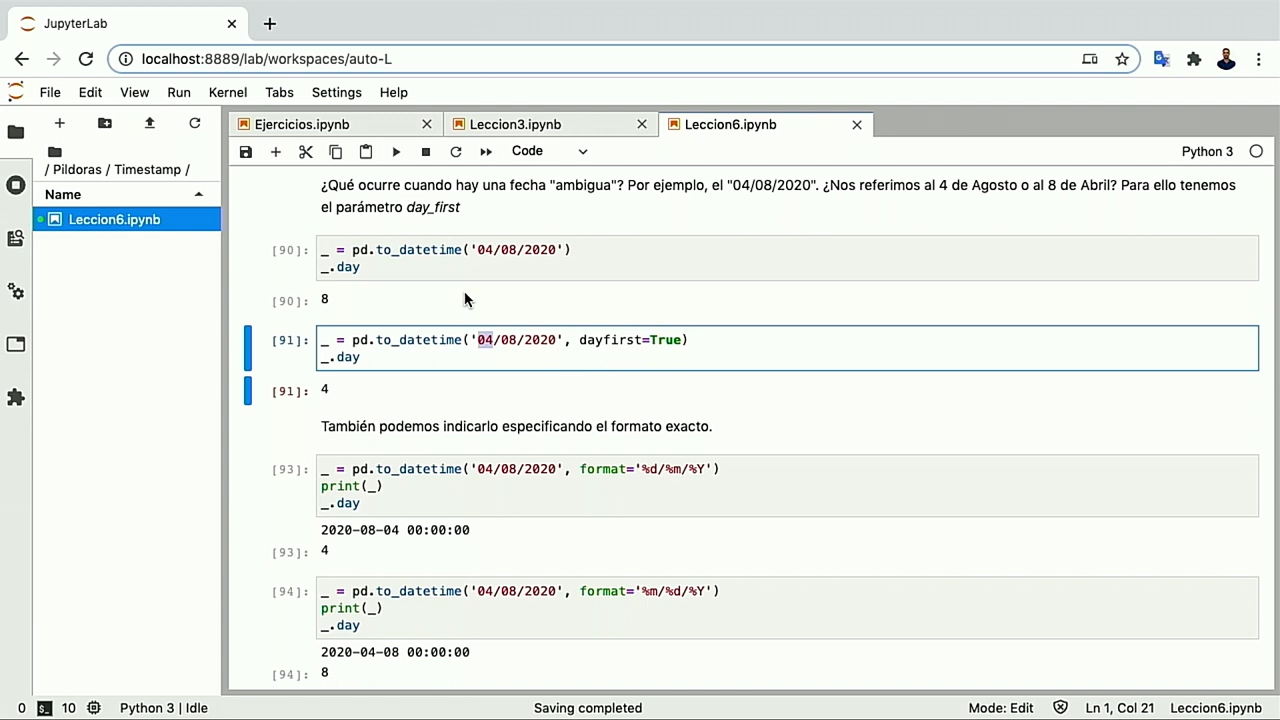 JupyterLab
localhost:8889/lab/workspaces/auto-L
File Edit View Run Kernel Tabs Settings Help
/ Pildoras / Timestamp /
Name
Leccion6.ipynb
Ejercicios.ipynb Leccion3.ipynb Leccion6.ipynb
Code Python 3
¿Qué ocurre cuando hay una fecha "ambigua"? Por ejemplo, el "04/08/2020". ¿Nos referimos al 4 de Agosto o al 8 de Abril? Para ello tenemos
el parámetro day_first
[90]: _ = pd.to_datetime('04/08/2020')
_.day
[90]: 8
[91]: _ = pd.to_datetime('04/08/2020', dayfirst=True)
_.day
[91]: 4
También podemos indicarlo especificando el formato exacto.
[93]: _ = pd.to_datetime('04/08/2020', format='%d/%m/%Y')
print(_)
_.day
2020-08-04 00:00:00
[93]: 4
[94]: _ = pd.to_datetime('04/08/2020', format='%m/%d/%Y')
print(_)
_.day
2020-04-08 00:00:00
[94]: 8
0 10 Python 3 | Idle Saving completed Mode: Edit Ln 1, Col 21 Leccion6.ipynb